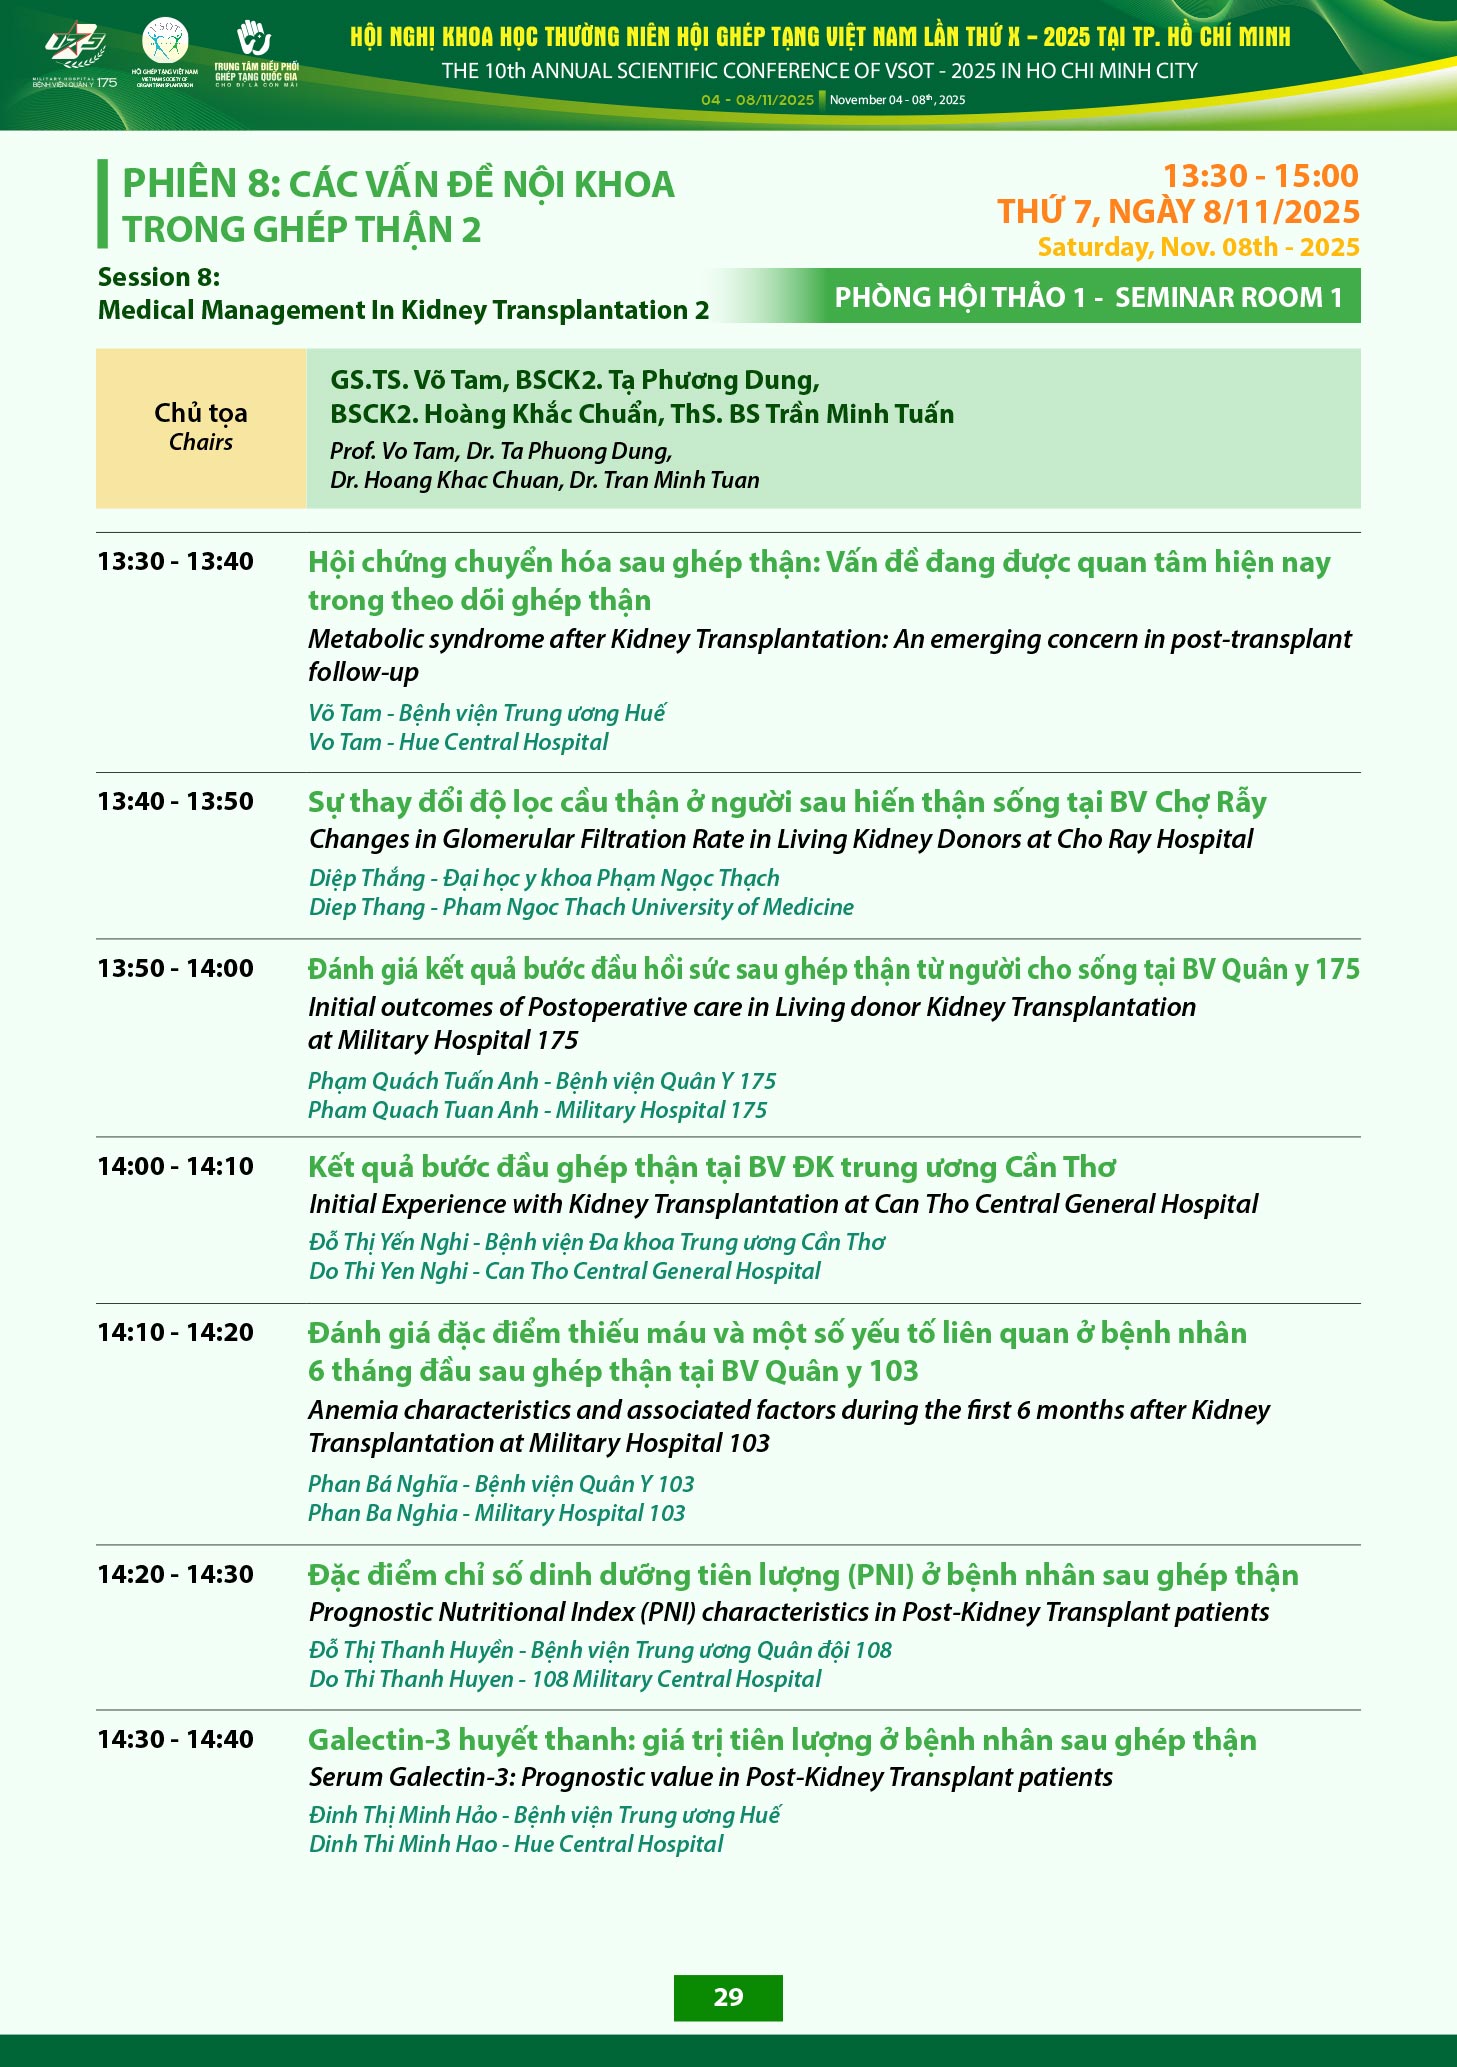 U75
MILITARY HOSPITAL
BỆNH VIỆN QUÂN Y 175
VSOT
HỘI GHÉP TẠNG VIỆT NAM
VIETNAM SOCIETY OF
ORGAN TRANSPLANTATION
TRUNG TÂM ĐIỀU PHỐI
GHÉP TẠNG QUỐC GIA
CHO ĐI LÀ CÒN MÃI
HỘI NGHỊ KHOA HỌC THƯỜNG NIÊN HỘI GHÉP TẠNG VIỆT NAM LẦN THỨ X – 2025 TẠI TP. HỒ CHÍ MINH
THE 10th ANNUAL SCIENTIFIC CONFERENCE OF VSOT - 2025 IN HO CHI MINH CITY
04 - 08/11/2025 November 04 - 08th, 2025
PHIÊN 8: CÁC VẤN ĐỀ NỘI KHOA
TRONG GHÉP THẬN 2
13:30 - 15:00
THỨ 7, NGÀY 8/11/2025
Saturday, Nov. 08th - 2025
Session 8:
Medical Management In Kidney Transplantation 2
PHÒNG HỘI THẢO 1 - SEMINAR ROOM 1
Chủ tọa
Chairs
GS.TS. Võ Tam, BSCK2. Tạ Phương Dung,
BSCK2. Hoàng Khắc Chuẩn, ThS. BS Trần Minh Tuấn
Prof. Vo Tam, Dr. Ta Phuong Dung,
Dr. Hoang Khac Chuan, Dr. Tran Minh Tuan
13:30 - 13:40
Hội chứng chuyển hóa sau ghép thận: Vấn đề đang được quan tâm hiện nay
trong theo dõi ghép thận
Metabolic syndrome after Kidney Transplantation: An emerging concern in post-transplant
follow-up
Võ Tam - Bệnh viện Trung ương Huế
Vo Tam - Hue Central Hospital
13:40 - 13:50
Sự thay đổi độ lọc cầu thận ở người sau hiến thận sống tại BV Chợ Rẫy
Changes in Glomerular Filtration Rate in Living Kidney Donors at Cho Ray Hospital
Diệp Thắng - Đại học y khoa Phạm Ngọc Thạch
Diep Thang - Pham Ngoc Thach University of Medicine
13:50 - 14:00
Đánh giá kết quả bước đầu hồi sức sau ghép thận từ người cho sống tại BV Quân y 175
Initial outcomes of Postoperative care in Living donor Kidney Transplantation
at Military Hospital 175
Phạm Quách Tuấn Anh - Bệnh viện Quân Y 175
Pham Quach Tuan Anh - Military Hospital 175
14:00 - 14:10
Kết quả bước đầu ghép thận tại BV ĐK trung ương Cần Thơ
Initial Experience with Kidney Transplantation at Can Tho Central General Hospital
Đỗ Thị Yến Nghi - Bệnh viện Đa khoa Trung ương Cần Thơ
Do Thi Yen Nghi - Can Tho Central General Hospital
14:10 - 14:20
Đánh giá đặc điểm thiếu máu và một số yếu tố liên quan ở bệnh nhân
6 tháng đầu sau ghép thận tại BV Quân y 103
Anemia characteristics and associated factors during the first 6 months after Kidney
Transplantation at Military Hospital 103
Phan Bá Nghĩa - Bệnh viện Quân Y 103
Phan Ba Nghia - Military Hospital 103
14:20 - 14:30
Đặc điểm chỉ số dinh dưỡng tiên lượng (PNI) ở bệnh nhân sau ghép thận
Prognostic Nutritional Index (PNI) characteristics in Post-Kidney Transplant patients
Đỗ Thị Thanh Huyền - Bệnh viện Trung ương Quân đội 108
Do Thi Thanh Huyen - 108 Military Central Hospital
14:30 - 14:40
Galectin-3 huyết thanh: giá trị tiên lượng ở bệnh nhân sau ghép thận
Serum Galectin-3: Prognostic value in Post-Kidney Transplant patients
Đinh Thị Minh Hảo - Bệnh viện Trung ương Huế
Dinh Thi Minh Hao - Hue Central Hospital
29